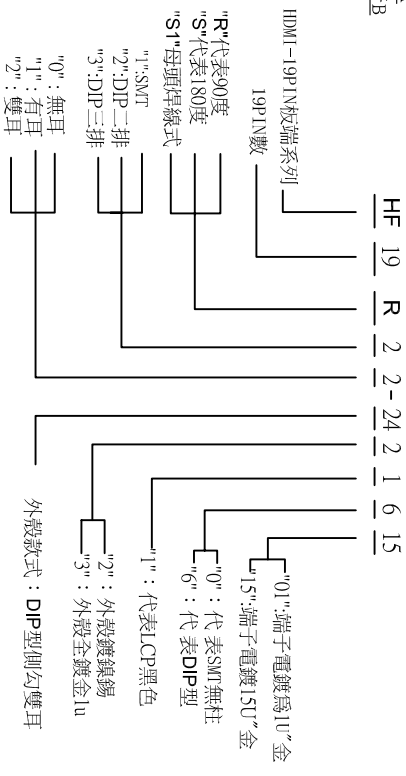 HF 19 R 2 2-24 2 1 6 15
HDMI-19PIN板端系列
19PIN數
"R"代表90度
"S"代表180度
"S1"母頭焊線式
"1":SMT
"2":DIP二排
"3":DIP三排
"0"：無耳
"1"：有耳
"2"：雙耳
"01":端子電鍍爲1U"金
"15":端子電鍍15U"金
"0"：代表SMT無柱
"6"：代表DIP型
"1"：代表LCP黑色
"2"：外殼鍍鎳錫
"3"：外殼全鍍金1u
外殼款式：DIP型側勾雙耳